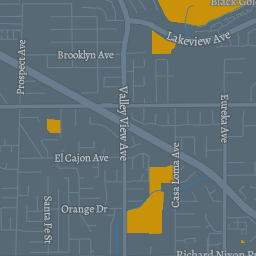 Black Gol
Lakeview Ave
Brooklyn Ave
Prospect Ave
Valley View Ave
Eureka Ave
El Cajon Ave
Casa Loma Ave
Santa Fe St
Orange Dr
Richard Nixon P